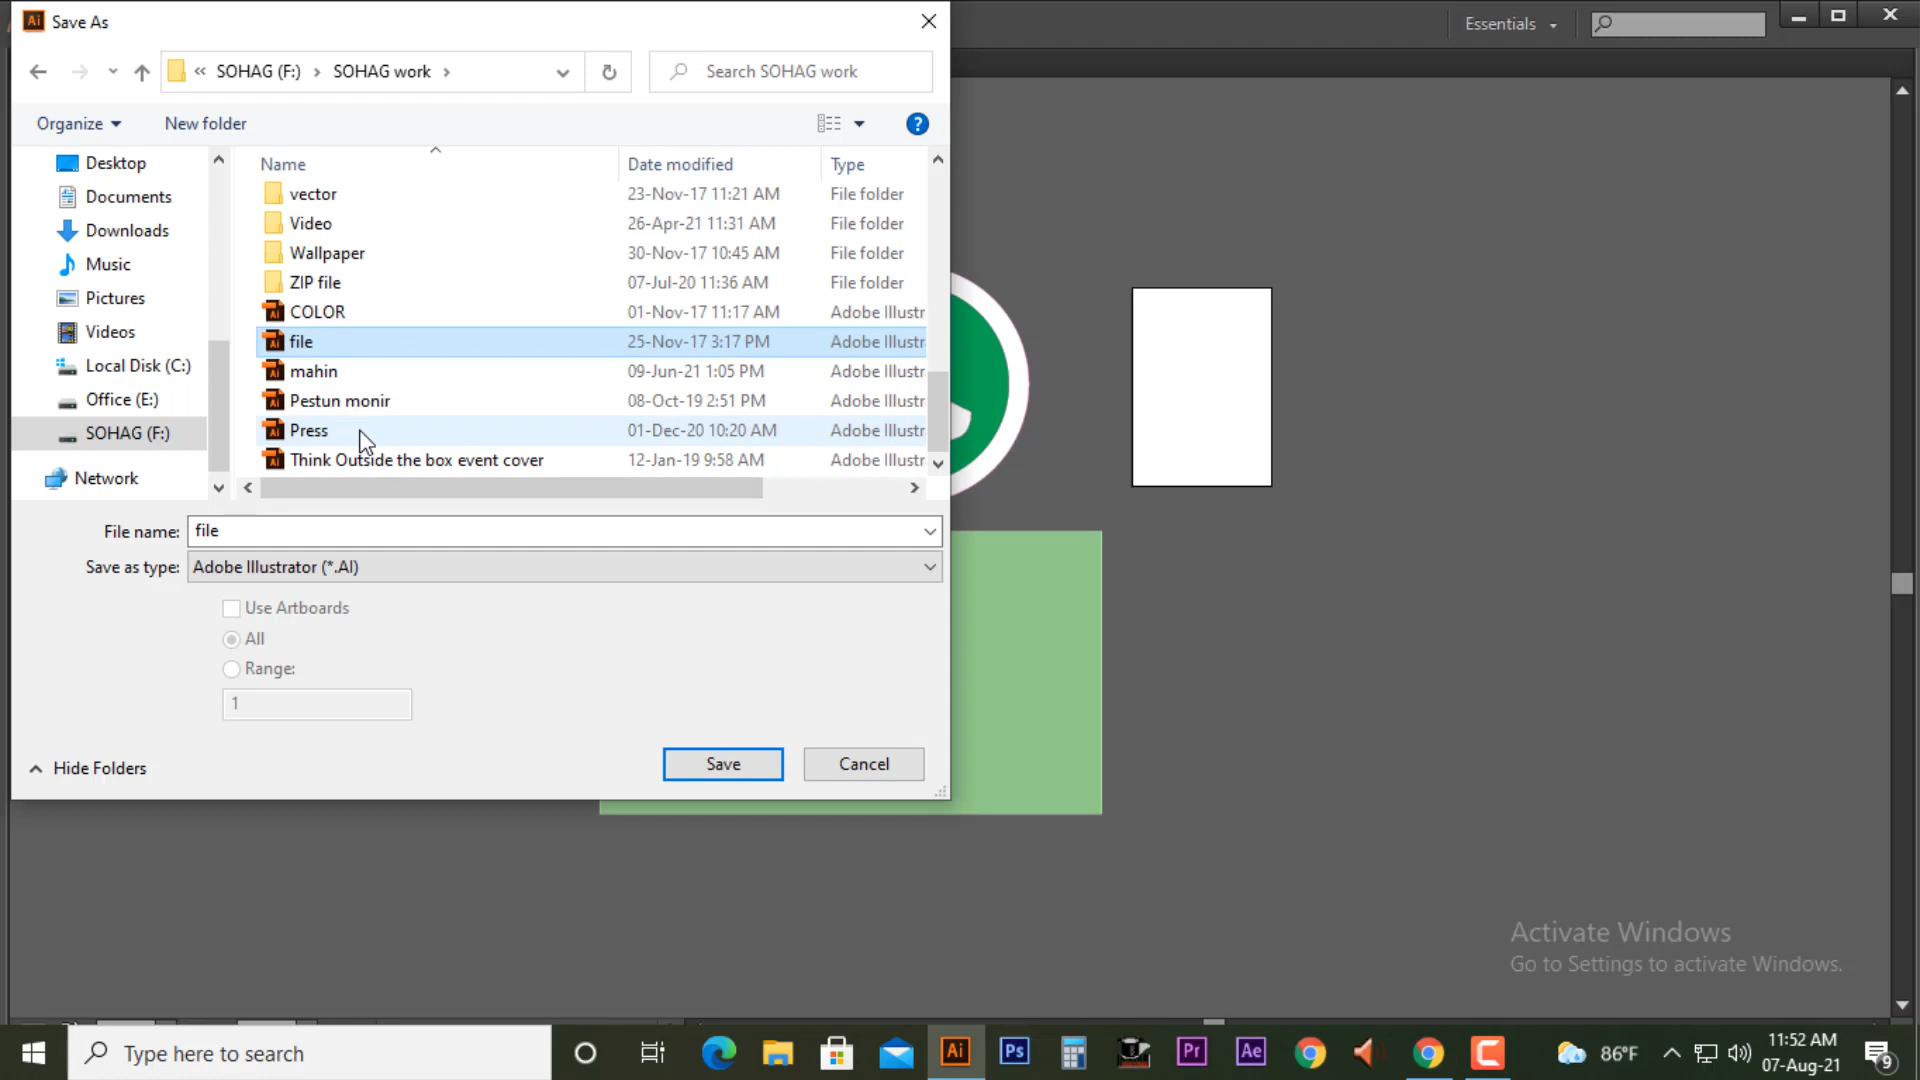 Ai Save As
Essentials
« SOHAG (F:) › SOHAG work ›
Search SOHAG work
Organize
New folder
?
Desktop
Documents
Downloads
Music
Pictures
Videos
Local Disk (C:)
Office (E:)
SOHAG (F:)
Network
Name Date modified Type
vector 23-Nov-17 11:21 AM File folder
Video 26-Apr-21 11:31 AM File folder
Wallpaper 30-Nov-17 10:45 AM File folder
ZIP file 07-Jul-20 11:36 AM File folder
COLOR 01-Nov-17 11:17 AM Adobe Illustr
file 25-Nov-17 3:17 PM Adobe Illustr
mahin 09-Jun-21 1:05 PM Adobe Illustr
Pestun monir 08-Oct-19 2:51 PM Adobe Illustr
Press 01-Dec-20 10:20 AM Adobe Illustr
Think Outside the box event cover 12-Jan-19 9:58 AM Adobe Illustr
File name: file
Save as type: Adobe Illustrator (*.AI)
Use Artboards
All
Range:
1
Hide Folders
Save
Cancel
Activate Windows
Go to Settings to activate Windows.
Type here to search
Ai
Ps
Pr
Ae
86°F
11:52 AM
07-Aug-21
9